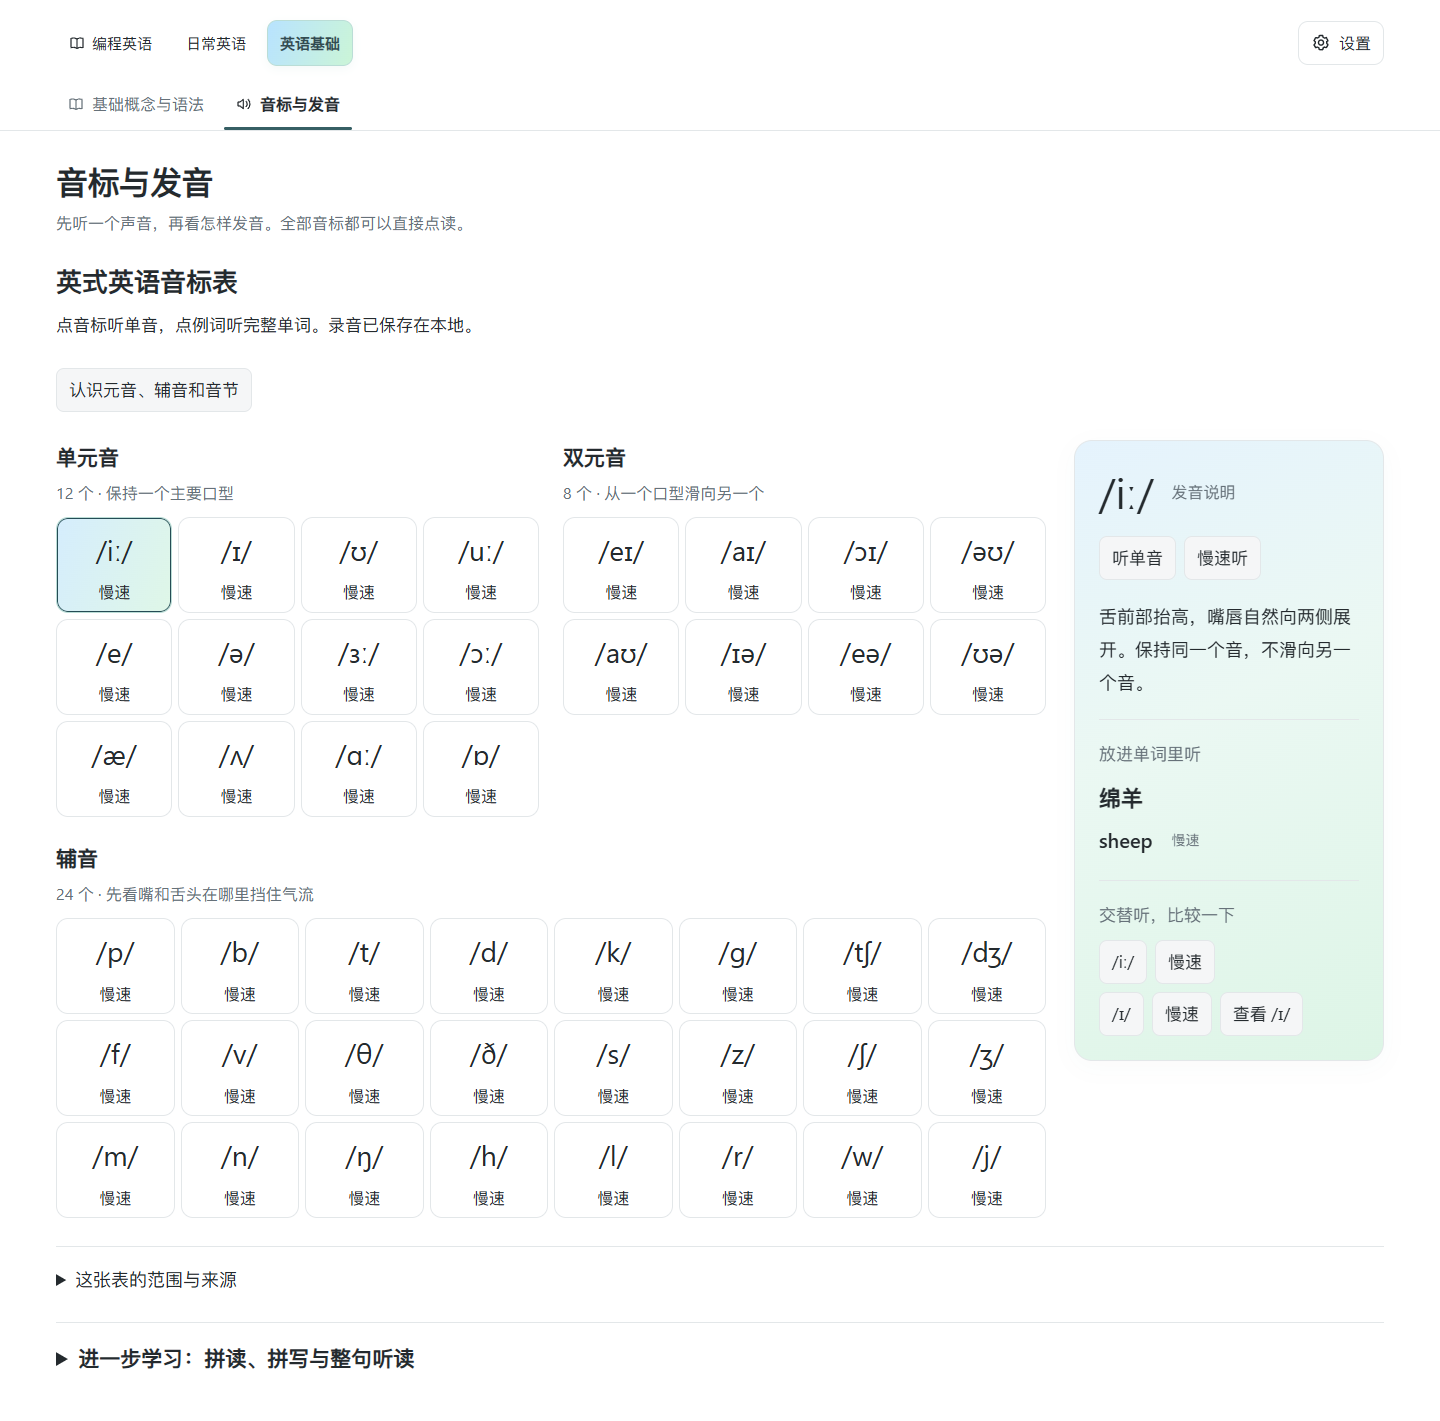 编程英语
日常英语
英语基础
设置
基础概念与语法
音标与发音
音标与发音
先听一个声音，再看怎样发音。全部音标都可以直接点读。
英式英语音标表
点音标听单音，点例词听完整单词。录音已保存在本地。
认识元音、辅音和音节
单元音
12 个 · 保持一个主要口型
/iː/ /ɪ/ /ʊ/ /uː/
慢速 慢速 慢速 慢速
/e/ /ə/ /ɜː/ /ɔː/
慢速 慢速 慢速 慢速
/æ/ /ʌ/ /ɑː/ /ɒ/
慢速 慢速 慢速 慢速
双元音
8 个 · 从一个口型滑向另一个
/eɪ/ /aɪ/ /ɔɪ/ /əʊ/
慢速 慢速 慢速 慢速
/aʊ/ /ɪə/ /eə/ /ʊə/
慢速 慢速 慢速 慢速
辅音
24 个 · 先看嘴和舌头在哪里挡住气流
/p/ /b/ /t/ /d/ /k/ /g/ /tʃ/ /dʒ/
慢速 慢速 慢速 慢速 慢速 慢速 慢速 慢速
/f/ /v/ /θ/ /ð/ /s/ /z/ /ʃ/ /ʒ/
慢速 慢速 慢速 慢速 慢速 慢速 慢速 慢速
/m/ /n/ /ŋ/ /h/ /l/ /r/ /w/ /j/
慢速 慢速 慢速 慢速 慢速 慢速 慢速 慢速
/iː/ 发音说明
听单音 慢速听
舌前部抬高，嘴唇自然向两侧展
开。保持同一个音，不滑向另一
个音。
放进单词里听
绵羊
sheep 慢速
交替听，比较一下
/iː/ 慢速
/ɪ/ 慢速 查看 /ɪ/
这张表的范围与来源
进一步学习：拼读、拼写与整句听读